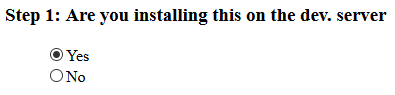 Step 1: Are you installing this on the dev. server
Yes
No